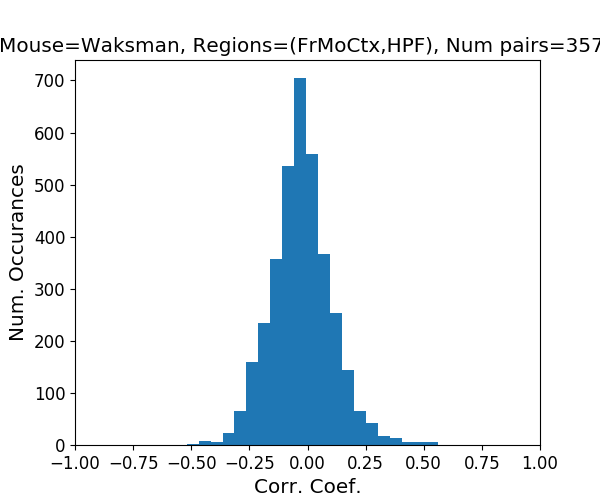 Mouse=Waksman, Regions=(FrMoCtx,HPF), Num pairs=357
700
600
500
400
300
200
100
0
Num. Occurances
−1.00 −0.75 −0.50 −0.25 0.00 0.25 0.50 0.75 1.00
Corr. Coef.